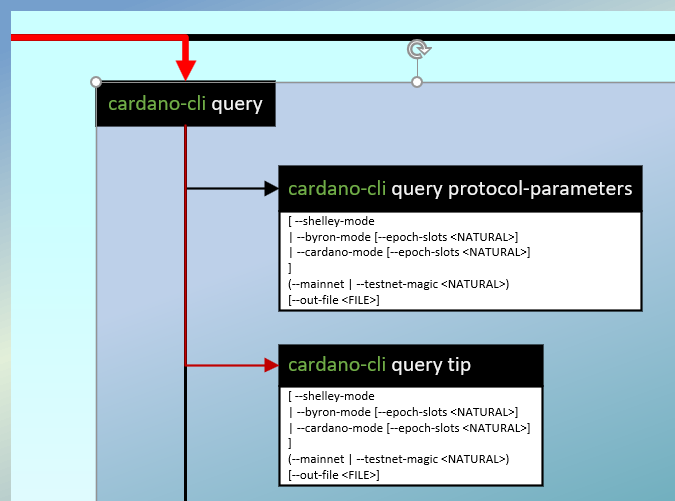 cardano-cli query
cardano-cli query protocol-parameters
[ --shelley-mode
| --byron-mode [--epoch-slots <NATURAL>]
| --cardano-mode [--epoch-slots <NATURAL>]
]
(--mainnet | --testnet-magic <NATURAL>)
[--out-file <FILE>]
cardano-cli query tip
[ --shelley-mode
| --byron-mode [--epoch-slots <NATURAL>]
| --cardano-mode [--epoch-slots <NATURAL>]
]
(--mainnet | --testnet-magic <NATURAL>)
[--out-file <FILE>]